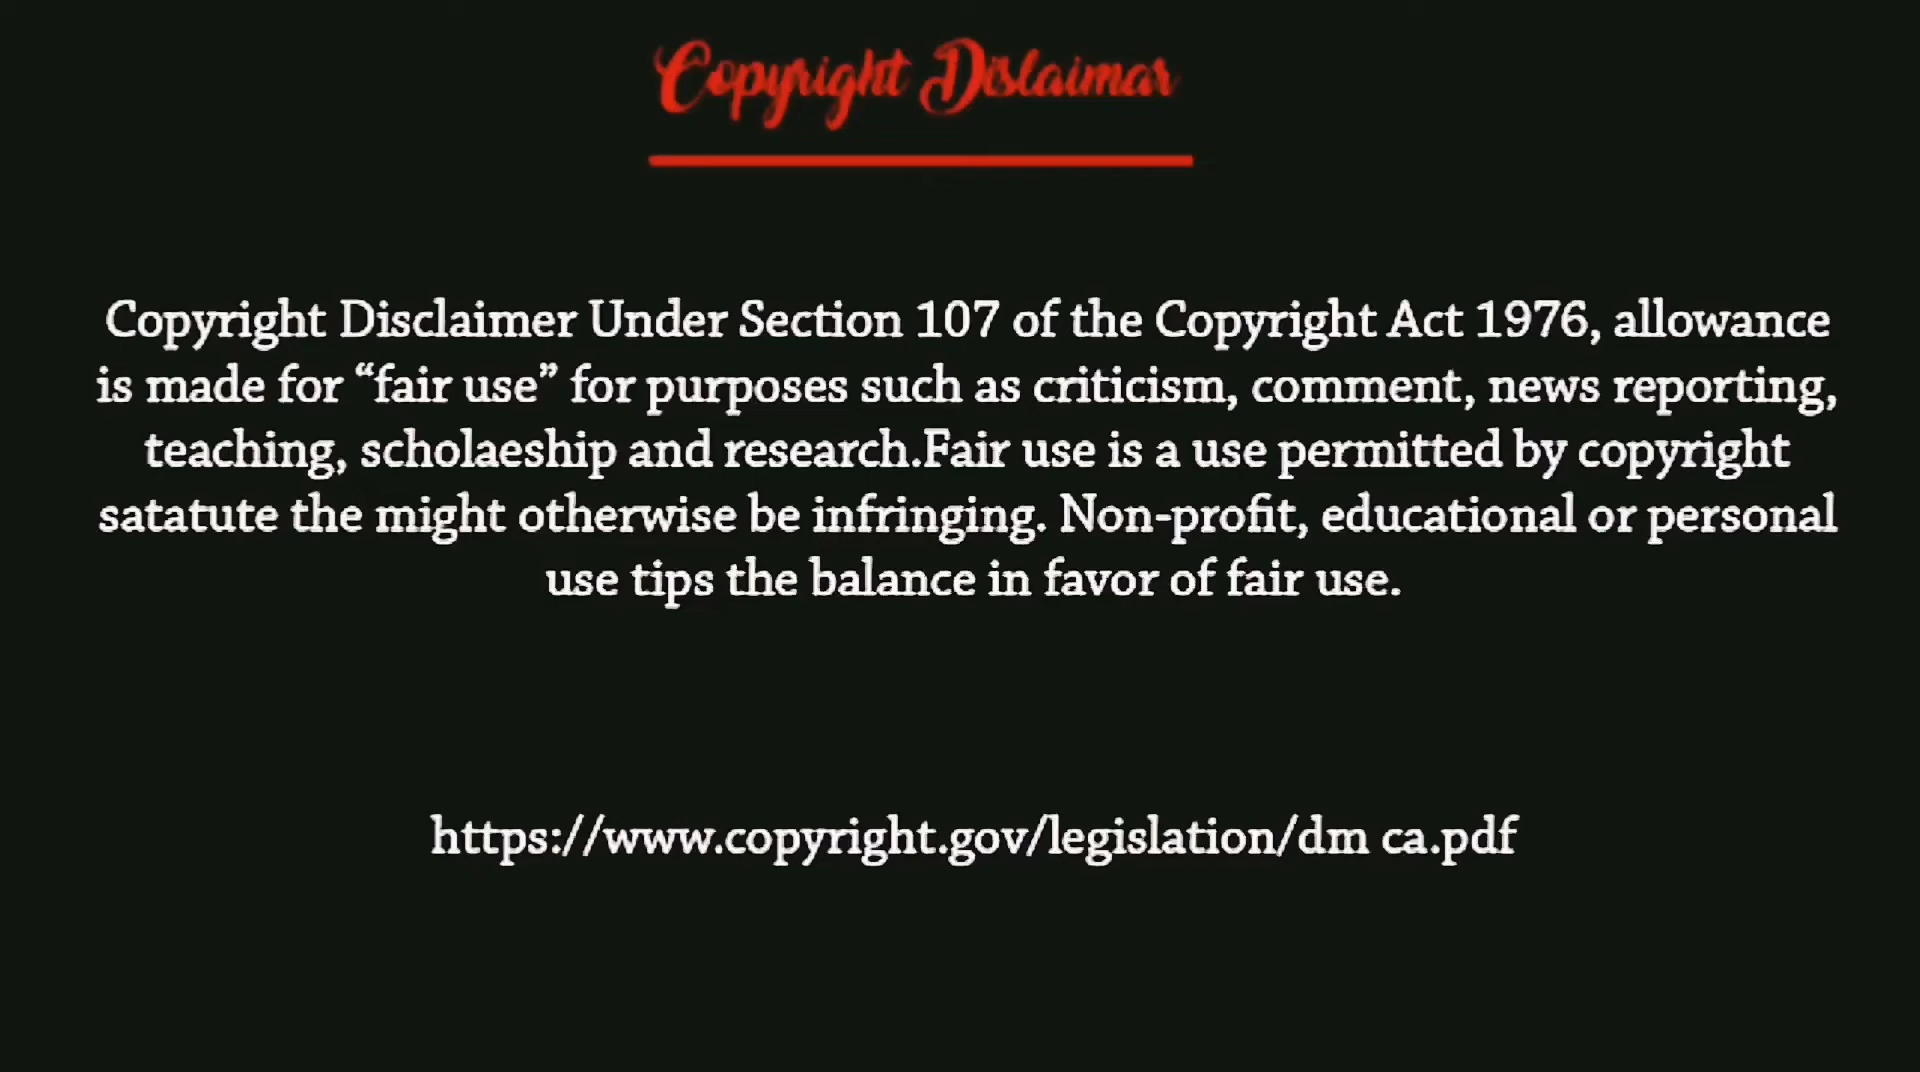 Copyright Dislaimar
Copyright Disclaimer Under Section 107 of the Copyright Act 1976, allowance
is made for “fair use” for purposes such as criticism, comment, news reporting,
teaching, scholaeship and research.Fair use is a use permitted by copyright
satatute the might otherwise be infringing. Non-profit, educational or personal
use tips the balance in favor of fair use.
https://www.copyright.gov/legislation/dm ca.pdf